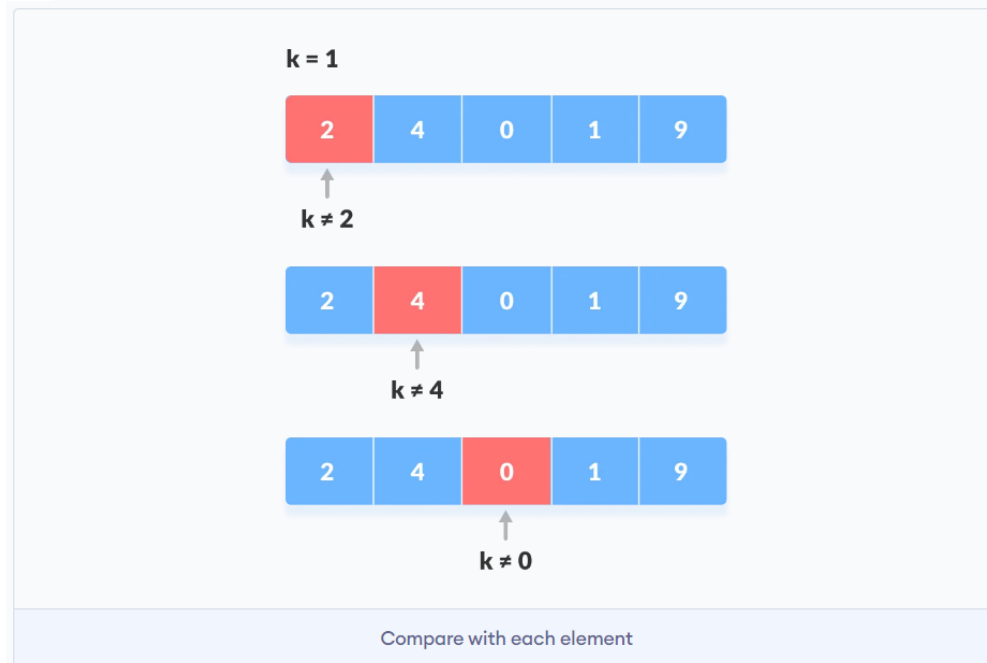 k = 1
2 4 0 1 9
k ≠ 2
2 4 0 1 9
k ≠ 4
2 4 0 1 9
k ≠ 0
Compare with each element